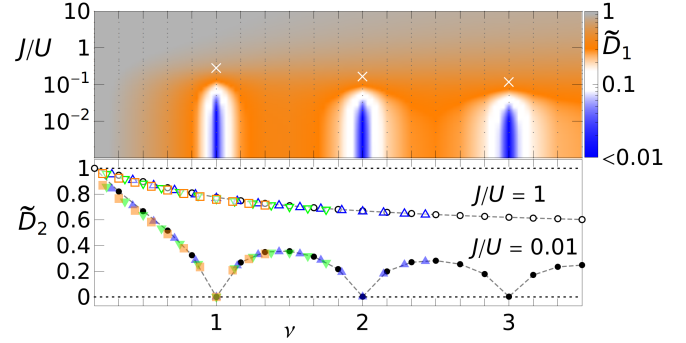 10
1
10⁻¹
10⁻²
J/U
1
0.1
<0.01
D̃₁
1
0.8
0.6
0.4
0.2
0
D̃₂
J/U = 1
J/U = 0.01
1
2
3
ν